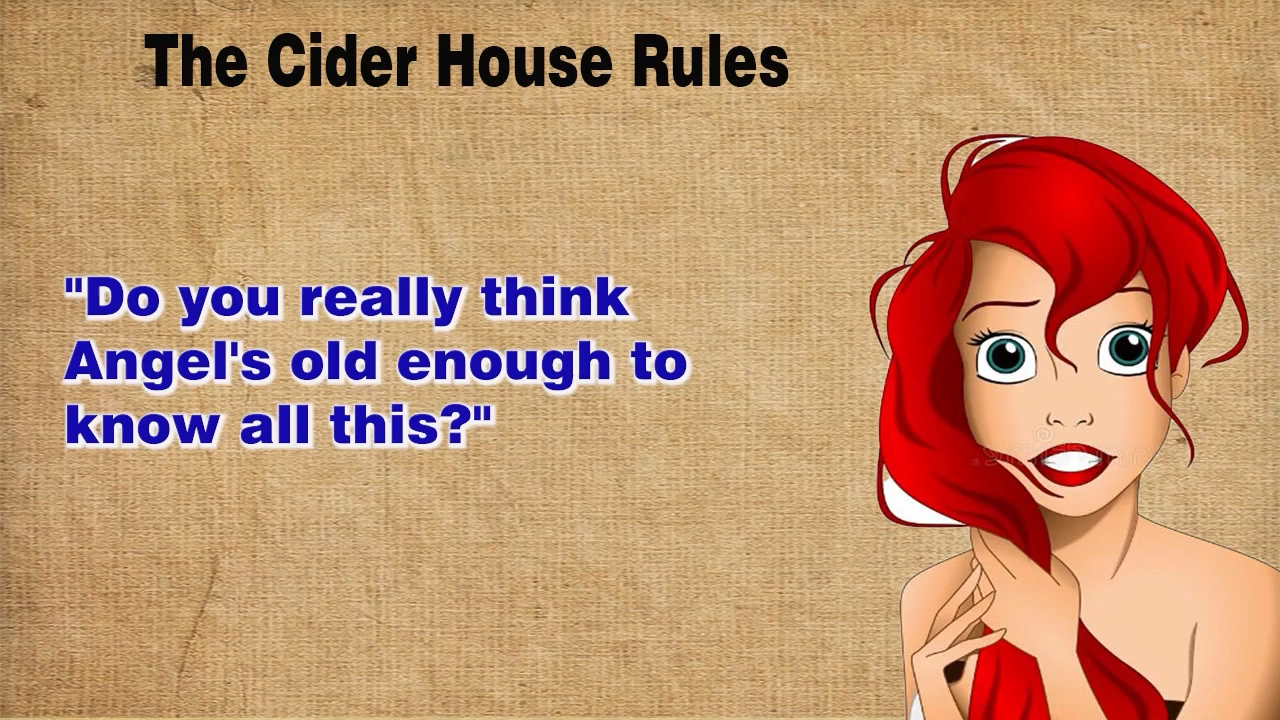 The Cider House Rules
"Do you really think
Angel's old enough to
know all this?"